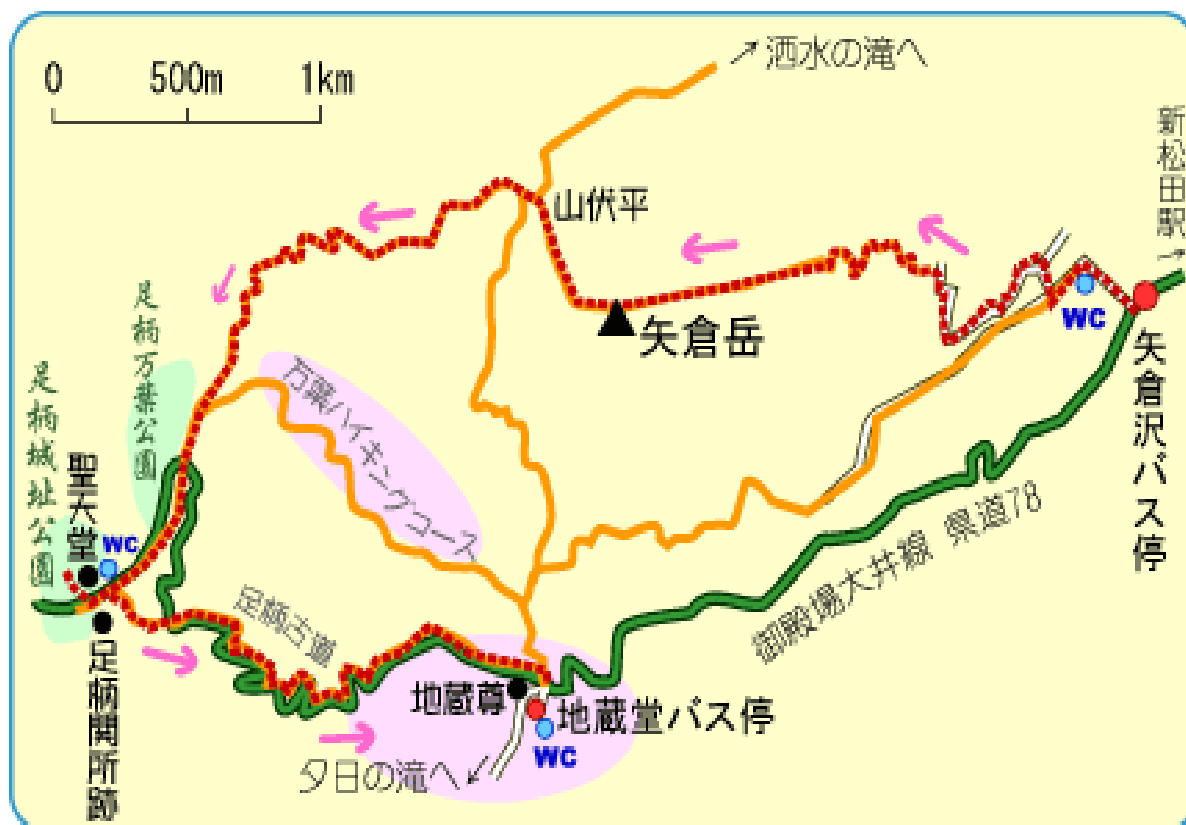 0 500m 1km
↗洒水の滝へ
新松田駅→
山伏平
WC
矢倉岳
矢倉沢バス停
足柄万葉公園
足柄城址公園
万葉ハイキングコース
聖天堂
WC
足柄古道
御殿場大井線 県道78
足柄関所跡
地蔵尊
地蔵堂バス停
WC
夕日の滝へ↙